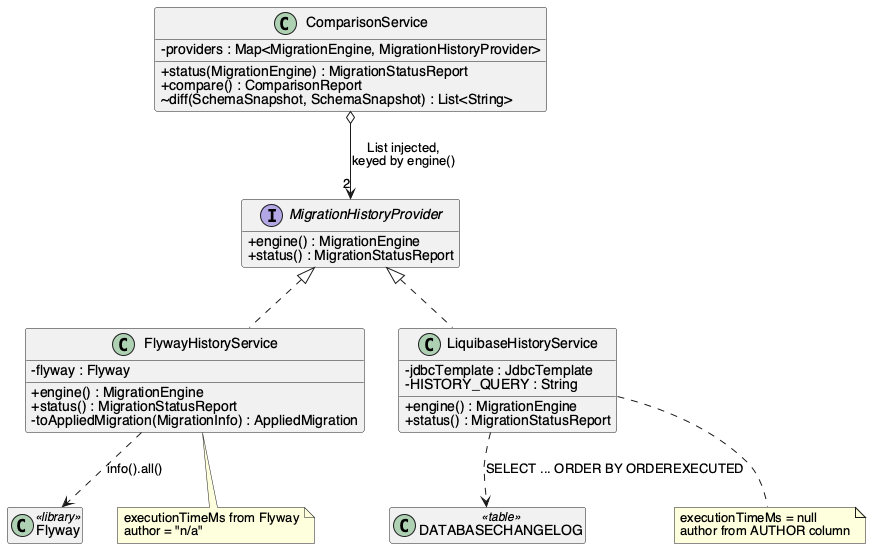 C ComparisonService
-providers : Map<MigrationEngine, MigrationHistoryProvider>
+status(MigrationEngine) : MigrationStatusReport
+compare() : ComparisonReport
~diff(SchemaSnapshot, SchemaSnapshot) : List<String>
List injected,
keyed by engine()
2
I MigrationHistoryProvider
+engine() : MigrationEngine
+status() : MigrationStatusReport
C FlywayHistoryService
-flyway : Flyway
+engine() : MigrationEngine
+status() : MigrationStatusReport
-toAppliedMigration(MigrationInfo) : AppliedMigration
C LiquibaseHistoryService
-jdbcTemplate : JdbcTemplate
-HISTORY_QUERY : String
+engine() : MigrationEngine
+status() : MigrationStatusReport
info().all()
SELECT ... ORDER BY ORDEREXECUTED
C «library»
Flyway
executionTimeMs from Flyway
author = "n/a"
C «table»
DATABASECHANGELOG
executionTimeMs = null
author from AUTHOR column